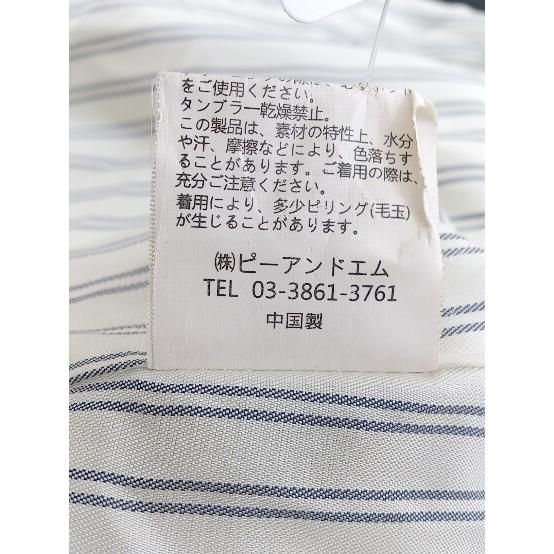 をご使用ください。
タンブラー乾燥禁止。
この製品は、素材の特性上、水分
や汗、摩擦などにより、色落ちす
ることがあります。ご着用の際は、
充分ご注意ください。
着用により、多少ピリング(毛玉)
が生じることがあります。
㈱ピーアンドエム
TEL 03-3861-3761
中国製